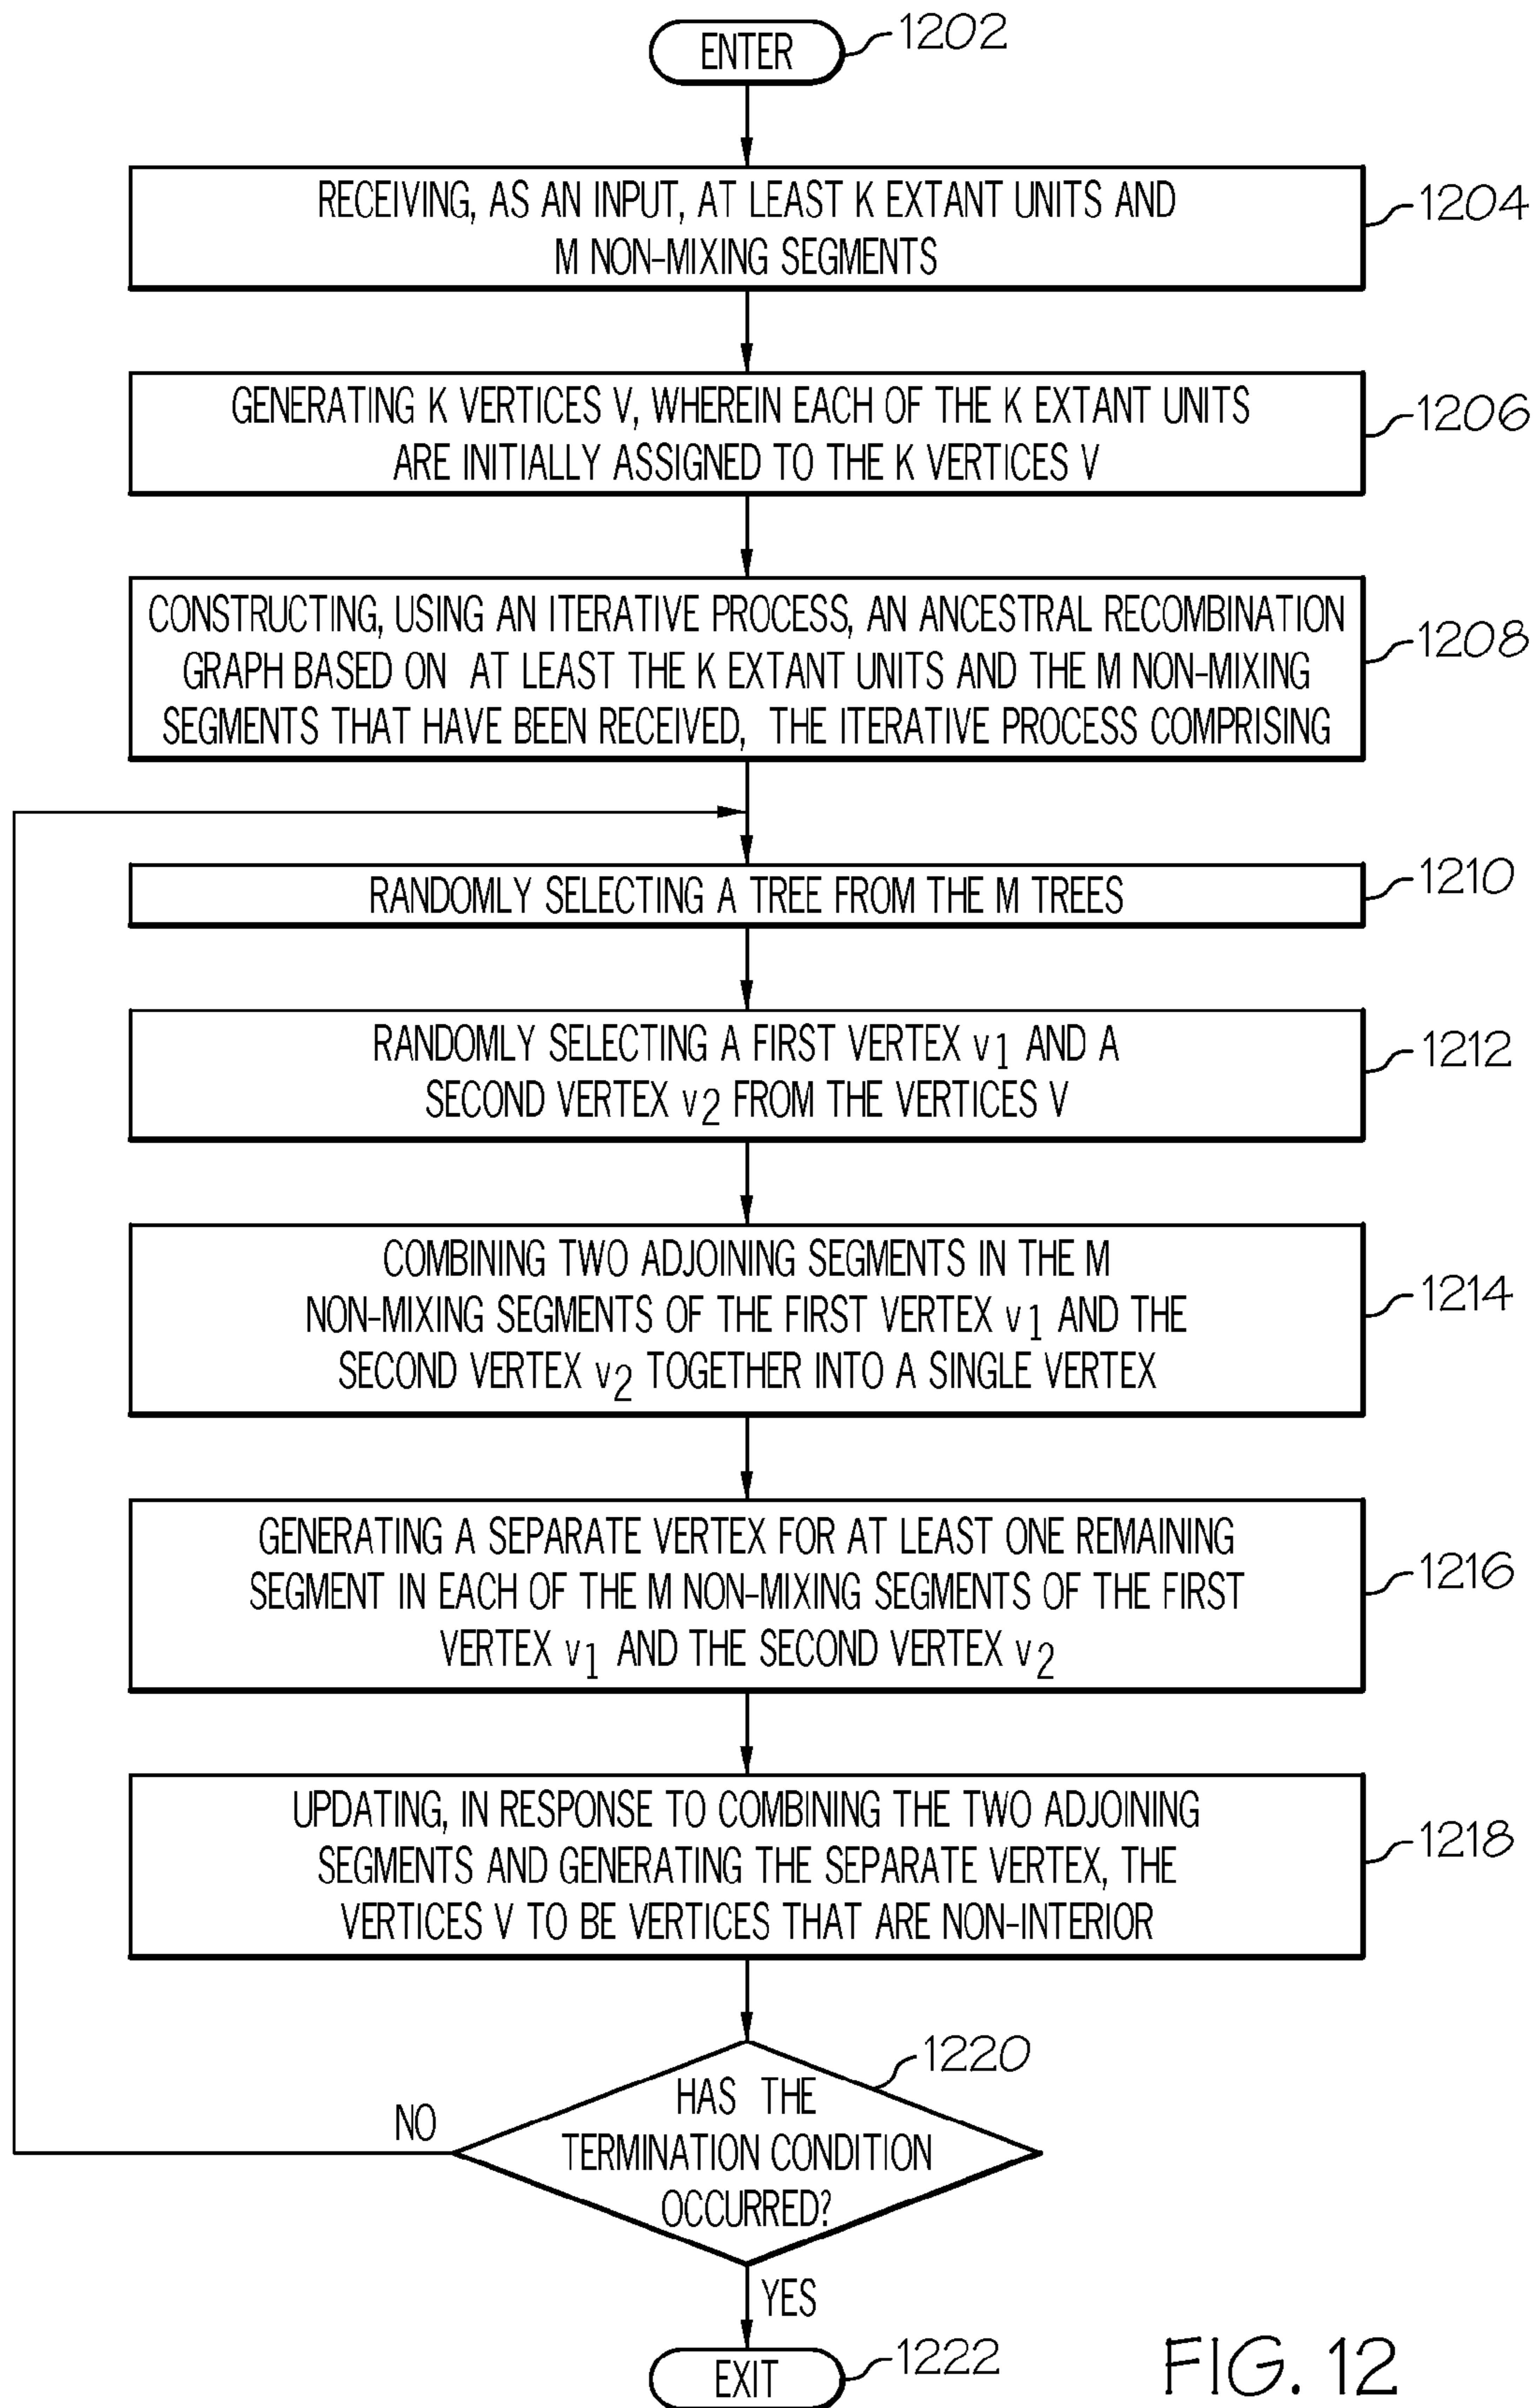 ENTER
1202
RECEIVING, AS AN INPUT, AT LEAST K EXTANT UNITS AND
M NON-MIXING SEGMENTS
1204
GENERATING K VERTICES V, WHEREIN EACH OF THE K EXTANT UNITS
ARE INITIALLY ASSIGNED TO THE K VERTICES V
1206
CONSTRUCTING, USING AN ITERATIVE PROCESS, AN ANCESTRAL RECOMBINATION
GRAPH BASED ON AT LEAST THE K EXTANT UNITS AND THE M NON-MIXING
SEGMENTS THAT HAVE BEEN RECEIVED, THE ITERATIVE PROCESS COMPRISING
1208
RANDOMLY SELECTING A TREE FROM THE M TREES
1210
RANDOMLY SELECTING A FIRST VERTEX v1 AND A
SECOND VERTEX v2 FROM THE VERTICES V
1212
COMBINING TWO ADJOINING SEGMENTS IN THE M
NON-MIXING SEGMENTS OF THE FIRST VERTEX v1 AND THE
SECOND VERTEX v2 TOGETHER INTO A SINGLE VERTEX
1214
GENERATING A SEPARATE VERTEX FOR AT LEAST ONE REMAINING
SEGMENT IN EACH OF THE M NON-MIXING SEGMENTS OF THE FIRST
VERTEX v1 AND THE SECOND VERTEX v2
1216
UPDATING, IN RESPONSE TO COMBINING THE TWO ADJOINING
SEGMENTS AND GENERATING THE SEPARATE VERTEX, THE
VERTICES V TO BE VERTICES THAT ARE NON-INTERIOR
1218
1220
HAS THE
TERMINATION CONDITION
OCCURRED?
NO
YES
EXIT
1222
FIG. 12